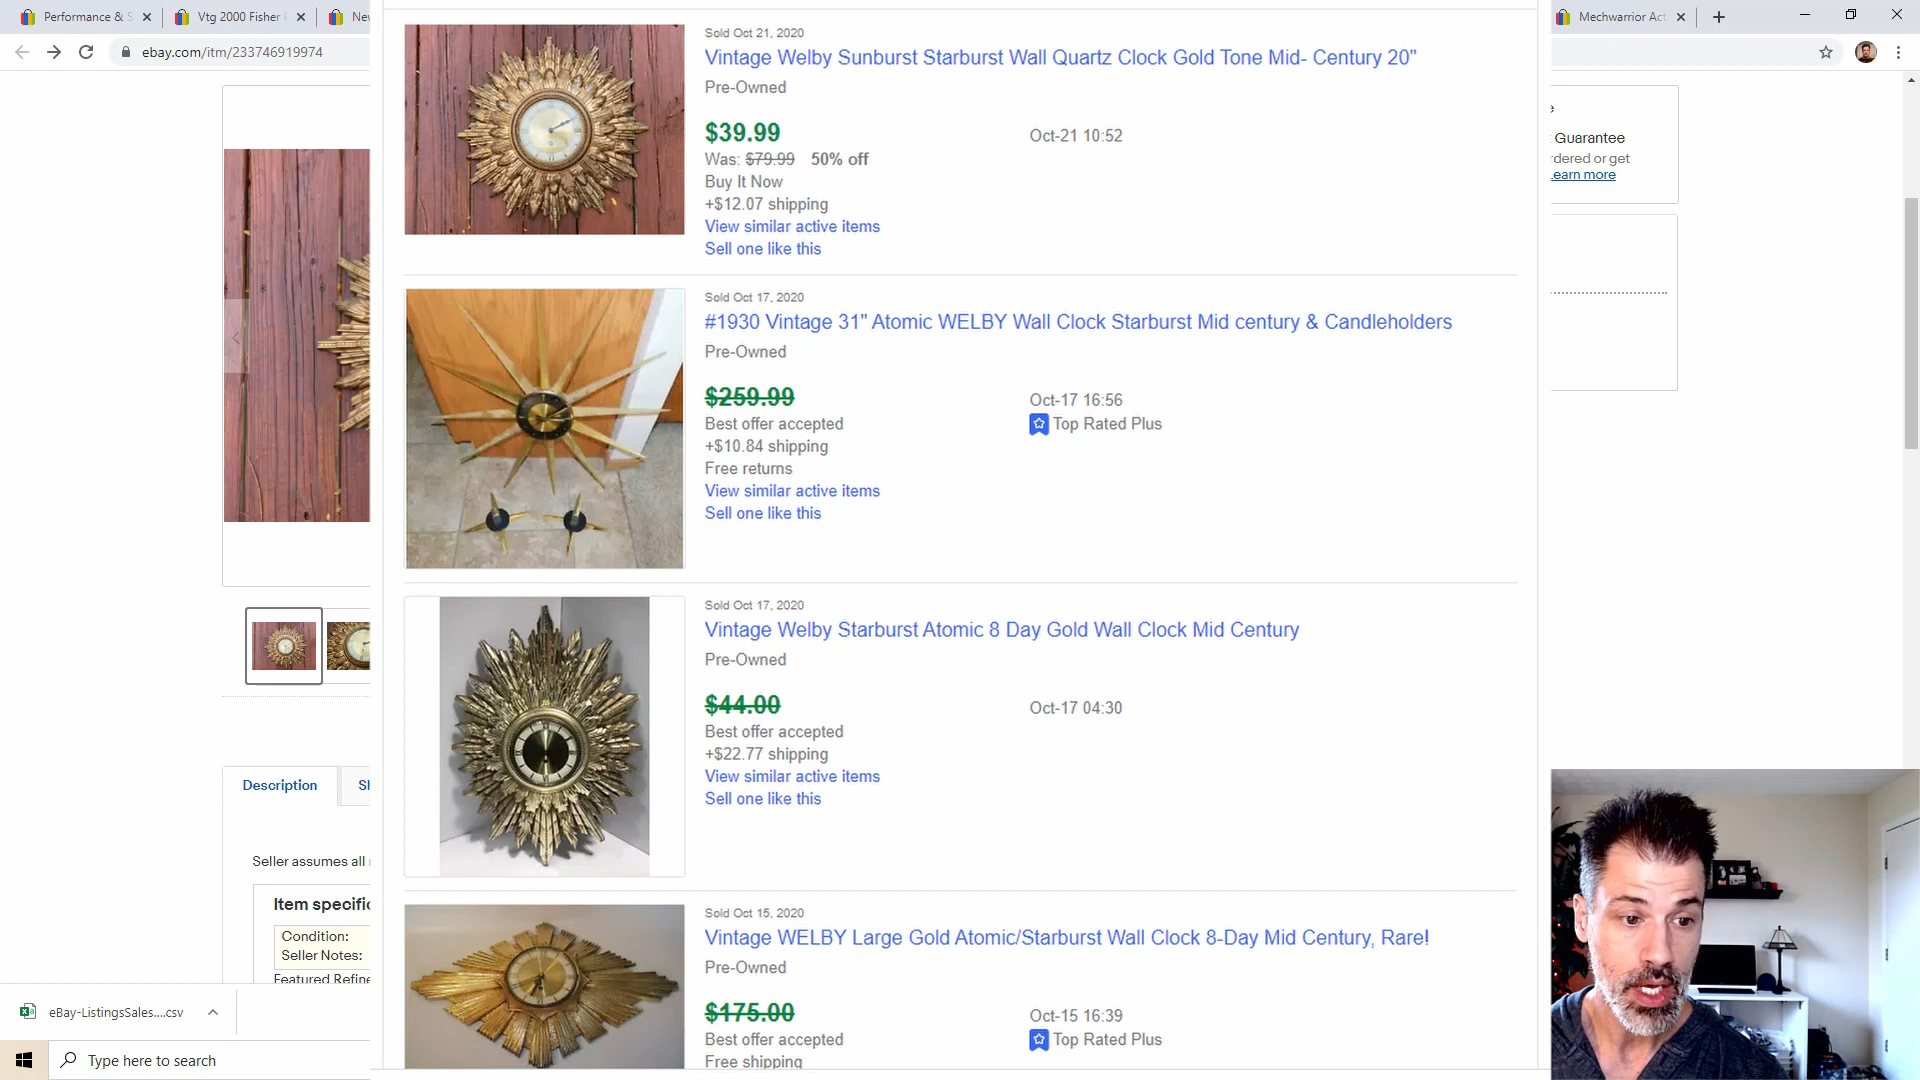 Performance & S
Vtg 2000 Fisher
Nev
Mechwarrior Act
ebay.com/itm/233746919974
Sold Oct 21, 2020
Vintage Welby Sunburst Starburst Wall Quartz Clock Gold Tone Mid- Century 20"
Pre-Owned
$39.99
Oct-21 10:52
Was: $79.99 50% off
Buy It Now
+$12.07 shipping
View similar active items
Sell one like this
Sold Oct 17, 2020
#1930 Vintage 31" Atomic WELBY Wall Clock Starburst Mid century & Candleholders
Pre-Owned
$259.99
Oct-17 16:56
Best offer accepted
Top Rated Plus
+$10.84 shipping
Free returns
View similar active items
Sell one like this
Sold Oct 17, 2020
Vintage Welby Starburst Atomic 8 Day Gold Wall Clock Mid Century
Pre-Owned
$44.00
Oct-17 04:30
Best offer accepted
+$22.77 shipping
View similar active items
Sell one like this
Sold Oct 15, 2020
Vintage WELBY Large Gold Atomic/Starburst Wall Clock 8-Day Mid Century, Rare!
Pre-Owned
$175.00
Oct-15 16:39
Best offer accepted
Top Rated Plus
Free shipping
e
Guarantee
rdered or get
earn more
Description
Sl
Seller assumes all
Item specific
Condition:
Seller Notes:
Featured Refine
eBay-ListingsSales....csv
Type here to search